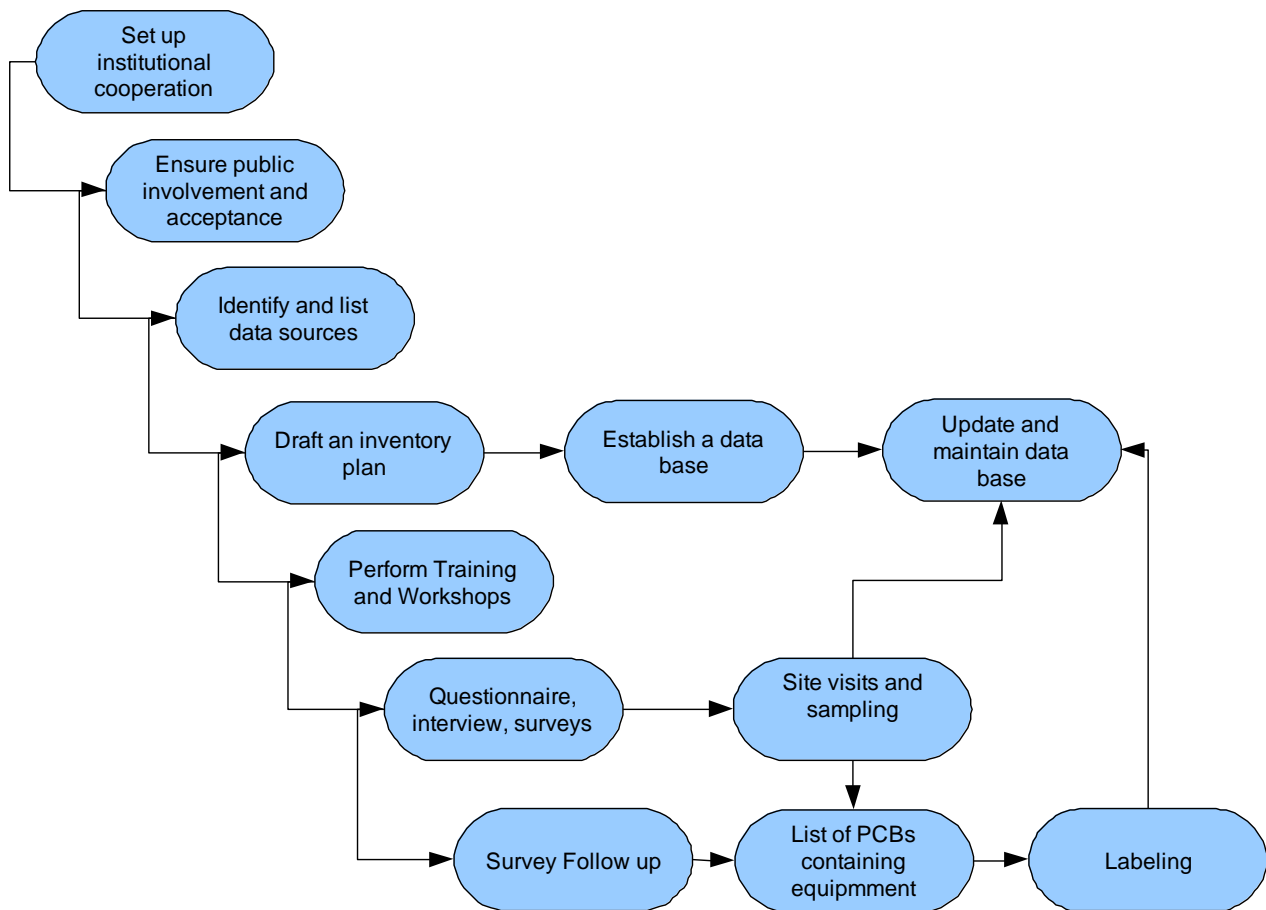 Set up
institutional
cooperation
Ensure public
involvement and
acceptance
Identify and list
data sources
Draft an inventory
plan
Establish a data
base
Update and
maintain data
base
Perform Training
and Workshops
Questionnaire,
interview, surveys
Site visits and
sampling
Survey Follow up
List of PCBs
containing
equipmment
Labeling